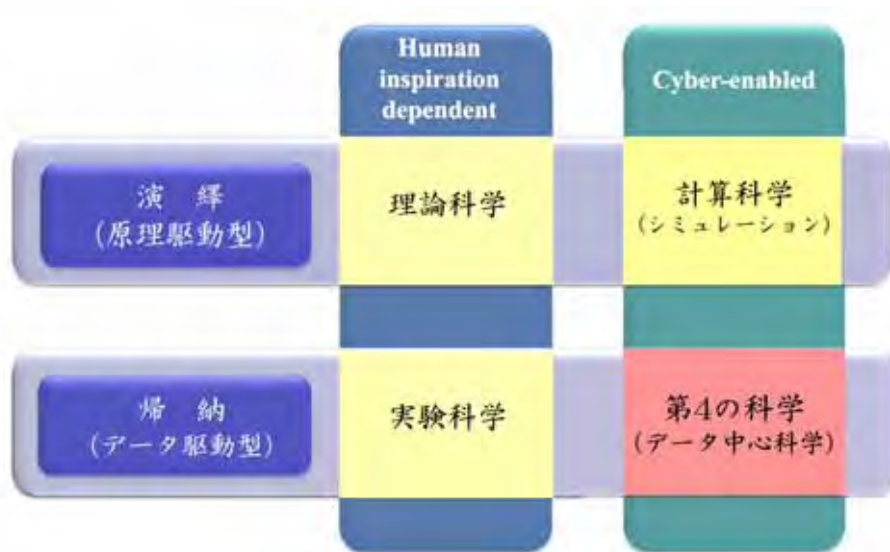 Human
inspiration
dependent
Cyber-enabled
演 繹
(原理駆動型)
理論科学
計算科学
(シミュレーション)
帰 納
(データ駆動型)
実験科学
第4の科学
(データ中心科学)